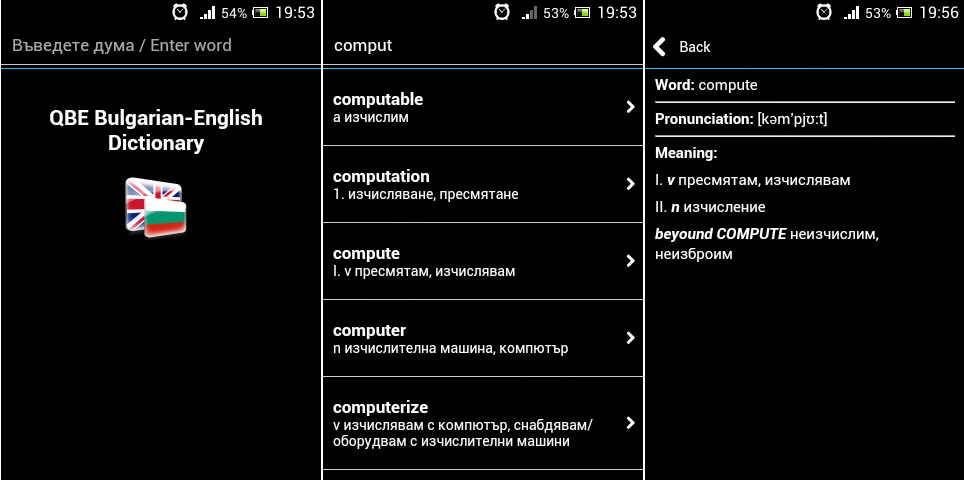 54% 19:53
Въведете дума / Enter word
QBE Bulgarian-English
Dictionary
53% 19:53
comput
computable
а изчислим
computation
1. изчисляване, пресмятане
compute
I. v пресмятам, изчислявам
computer
n изчислителна машина, компютър
computerize
v изчислявам с компютър, снабдявам/
оборудвам с изчислителни машини
53% 19:56
Back
Word: compute
Pronunciation: [kəm'pjʊ:t]
Meaning:
I. v пресмятам, изчислявам
II. n изчисление
beyound COMPUTE неизчислим,
неизброим